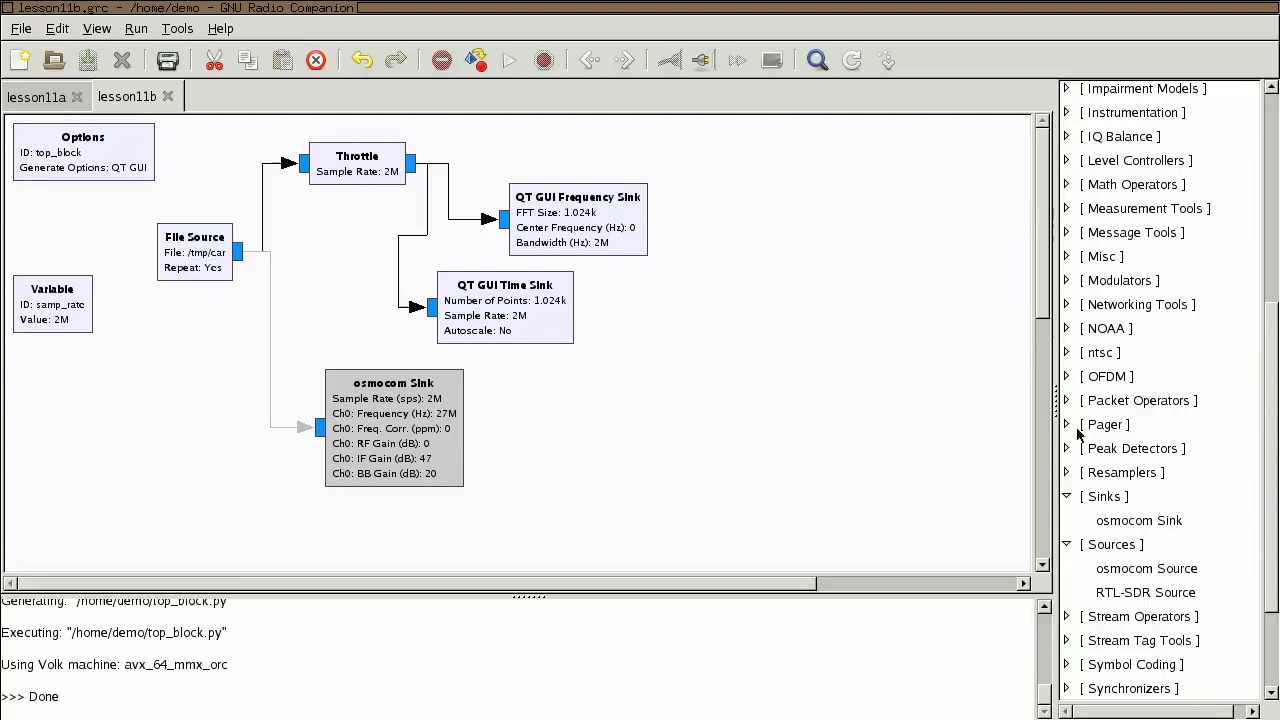 lesson11b.grc - /home/demo - GNU Radio Companion
File Edit View Run Tools Help
lesson11a lesson11b
Options
ID: top_block
Generate Options: QT GUI
Variable
ID: samp_rate
Value: 2M
File Source
File: /tmp/car
Repeat: Yes
Throttle
Sample Rate: 2M
QT GUI Frequency Sink
FFT Size: 1.024k
Center Frequency (Hz): 0
Bandwidth (Hz): 2M
QT GUI Time Sink
Number of Points: 1.024k
Sample Rate: 2M
Autoscale: No
osmocom Sink
Sample Rate (sps): 2M
Ch0: Frequency (Hz): 27M
Ch0: Freq. Corr. (ppm): 0
Ch0: RF Gain (dB): 0
Ch0: IF Gain (dB): 47
Ch0: BB Gain (dB): 20
[ Impairment Models ]
[ Instrumentation ]
[ IQ Balance ]
[ Level Controllers ]
[ Math Operators ]
[ Measurement Tools ]
[ Message Tools ]
[ Misc ]
[ Modulators ]
[ Networking Tools ]
[ NOAA ]
[ ntsc ]
[ OFDM ]
[ Packet Operators ]
[ Pager ]
[ Peak Detectors ]
[ Resamplers ]
[ Sinks ]
osmocom Sink
[ Sources ]
osmocom Source
RTL-SDR Source
[ Stream Operators ]
[ Stream Tag Tools ]
[ Symbol Coding ]
[ Synchronizers ]
Generating: "/home/demo/top_block.py"
Executing: "/home/demo/top_block.py"
Using Volk machine: avx_64_mmx_orc
>>> Done